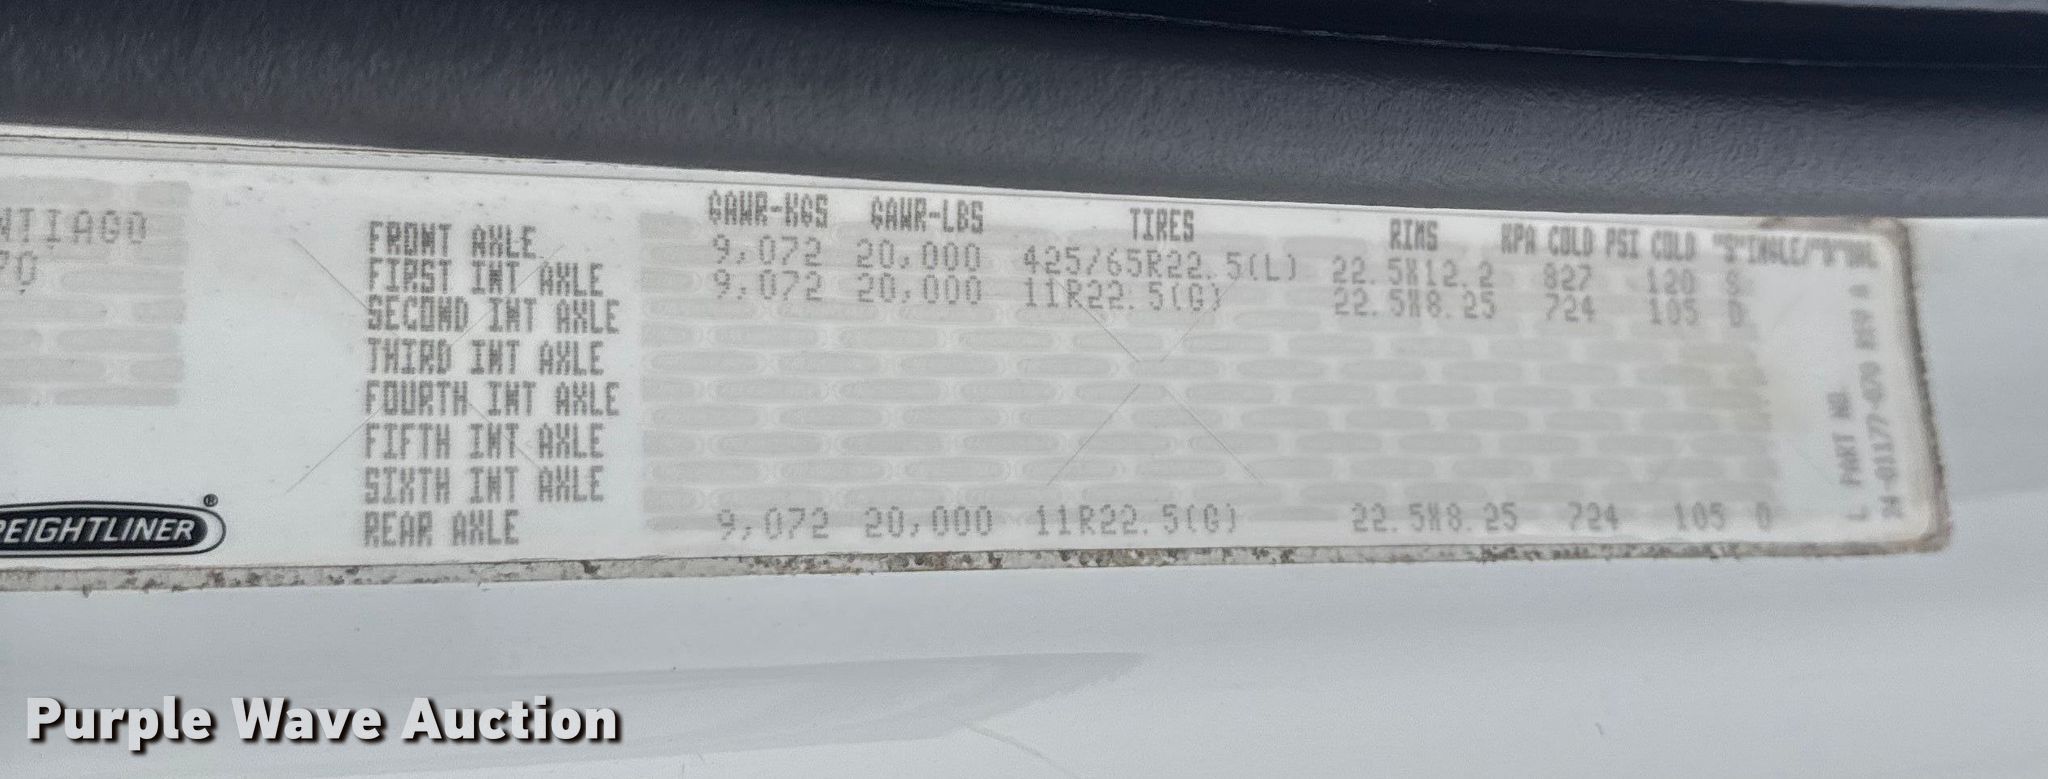 NTIAGO
70
GAWR-KGS GAWR-LBS TIRES RIMS KPA COLD PSI COLD "S"INGLE/"D"UAL
FRONT AXLE 9,072 20,000 425/65R22.5(L) 22.5X12.2 827 120 S
FIRST INT AXLE 9,072 20,000 11R22.5(G) 22.5X8.25 724 105 D
SECOND INT AXLE
THIRD INT AXLE
FOURTH INT AXLE
FIFTH INT AXLE
SIXTH INT AXLE
REAR AXLE 9,072 20,000 11R22.5(G) 22.5X8.25 724 105 D
L PART NO.
24-01177-070 REV A
REIGHTLINER®
Purple Wave Auction